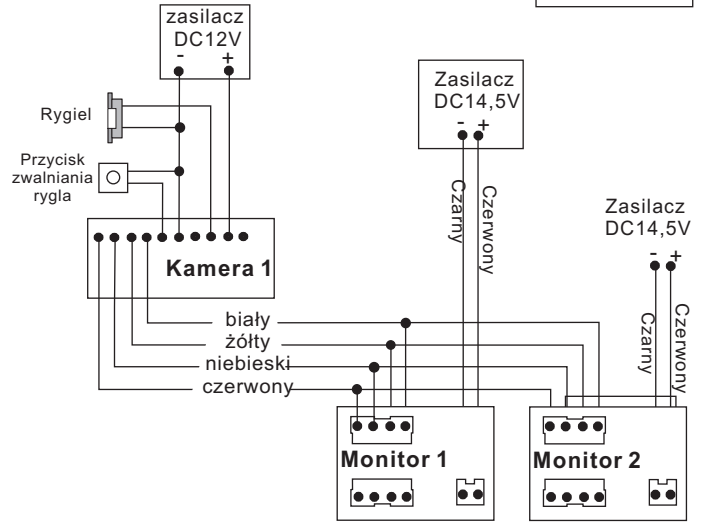 zasilacz
DC12V
- +
Rygiel
Przycisk
zwalniania
rygla
Kamera 1
Zasilacz
DC14,5V
- +
Czarny
Czerwony
Zasilacz
DC14,5V
- +
Czarny
Czerwony
biały
żółty
niebieski
czerwony
Monitor 1
Monitor 2